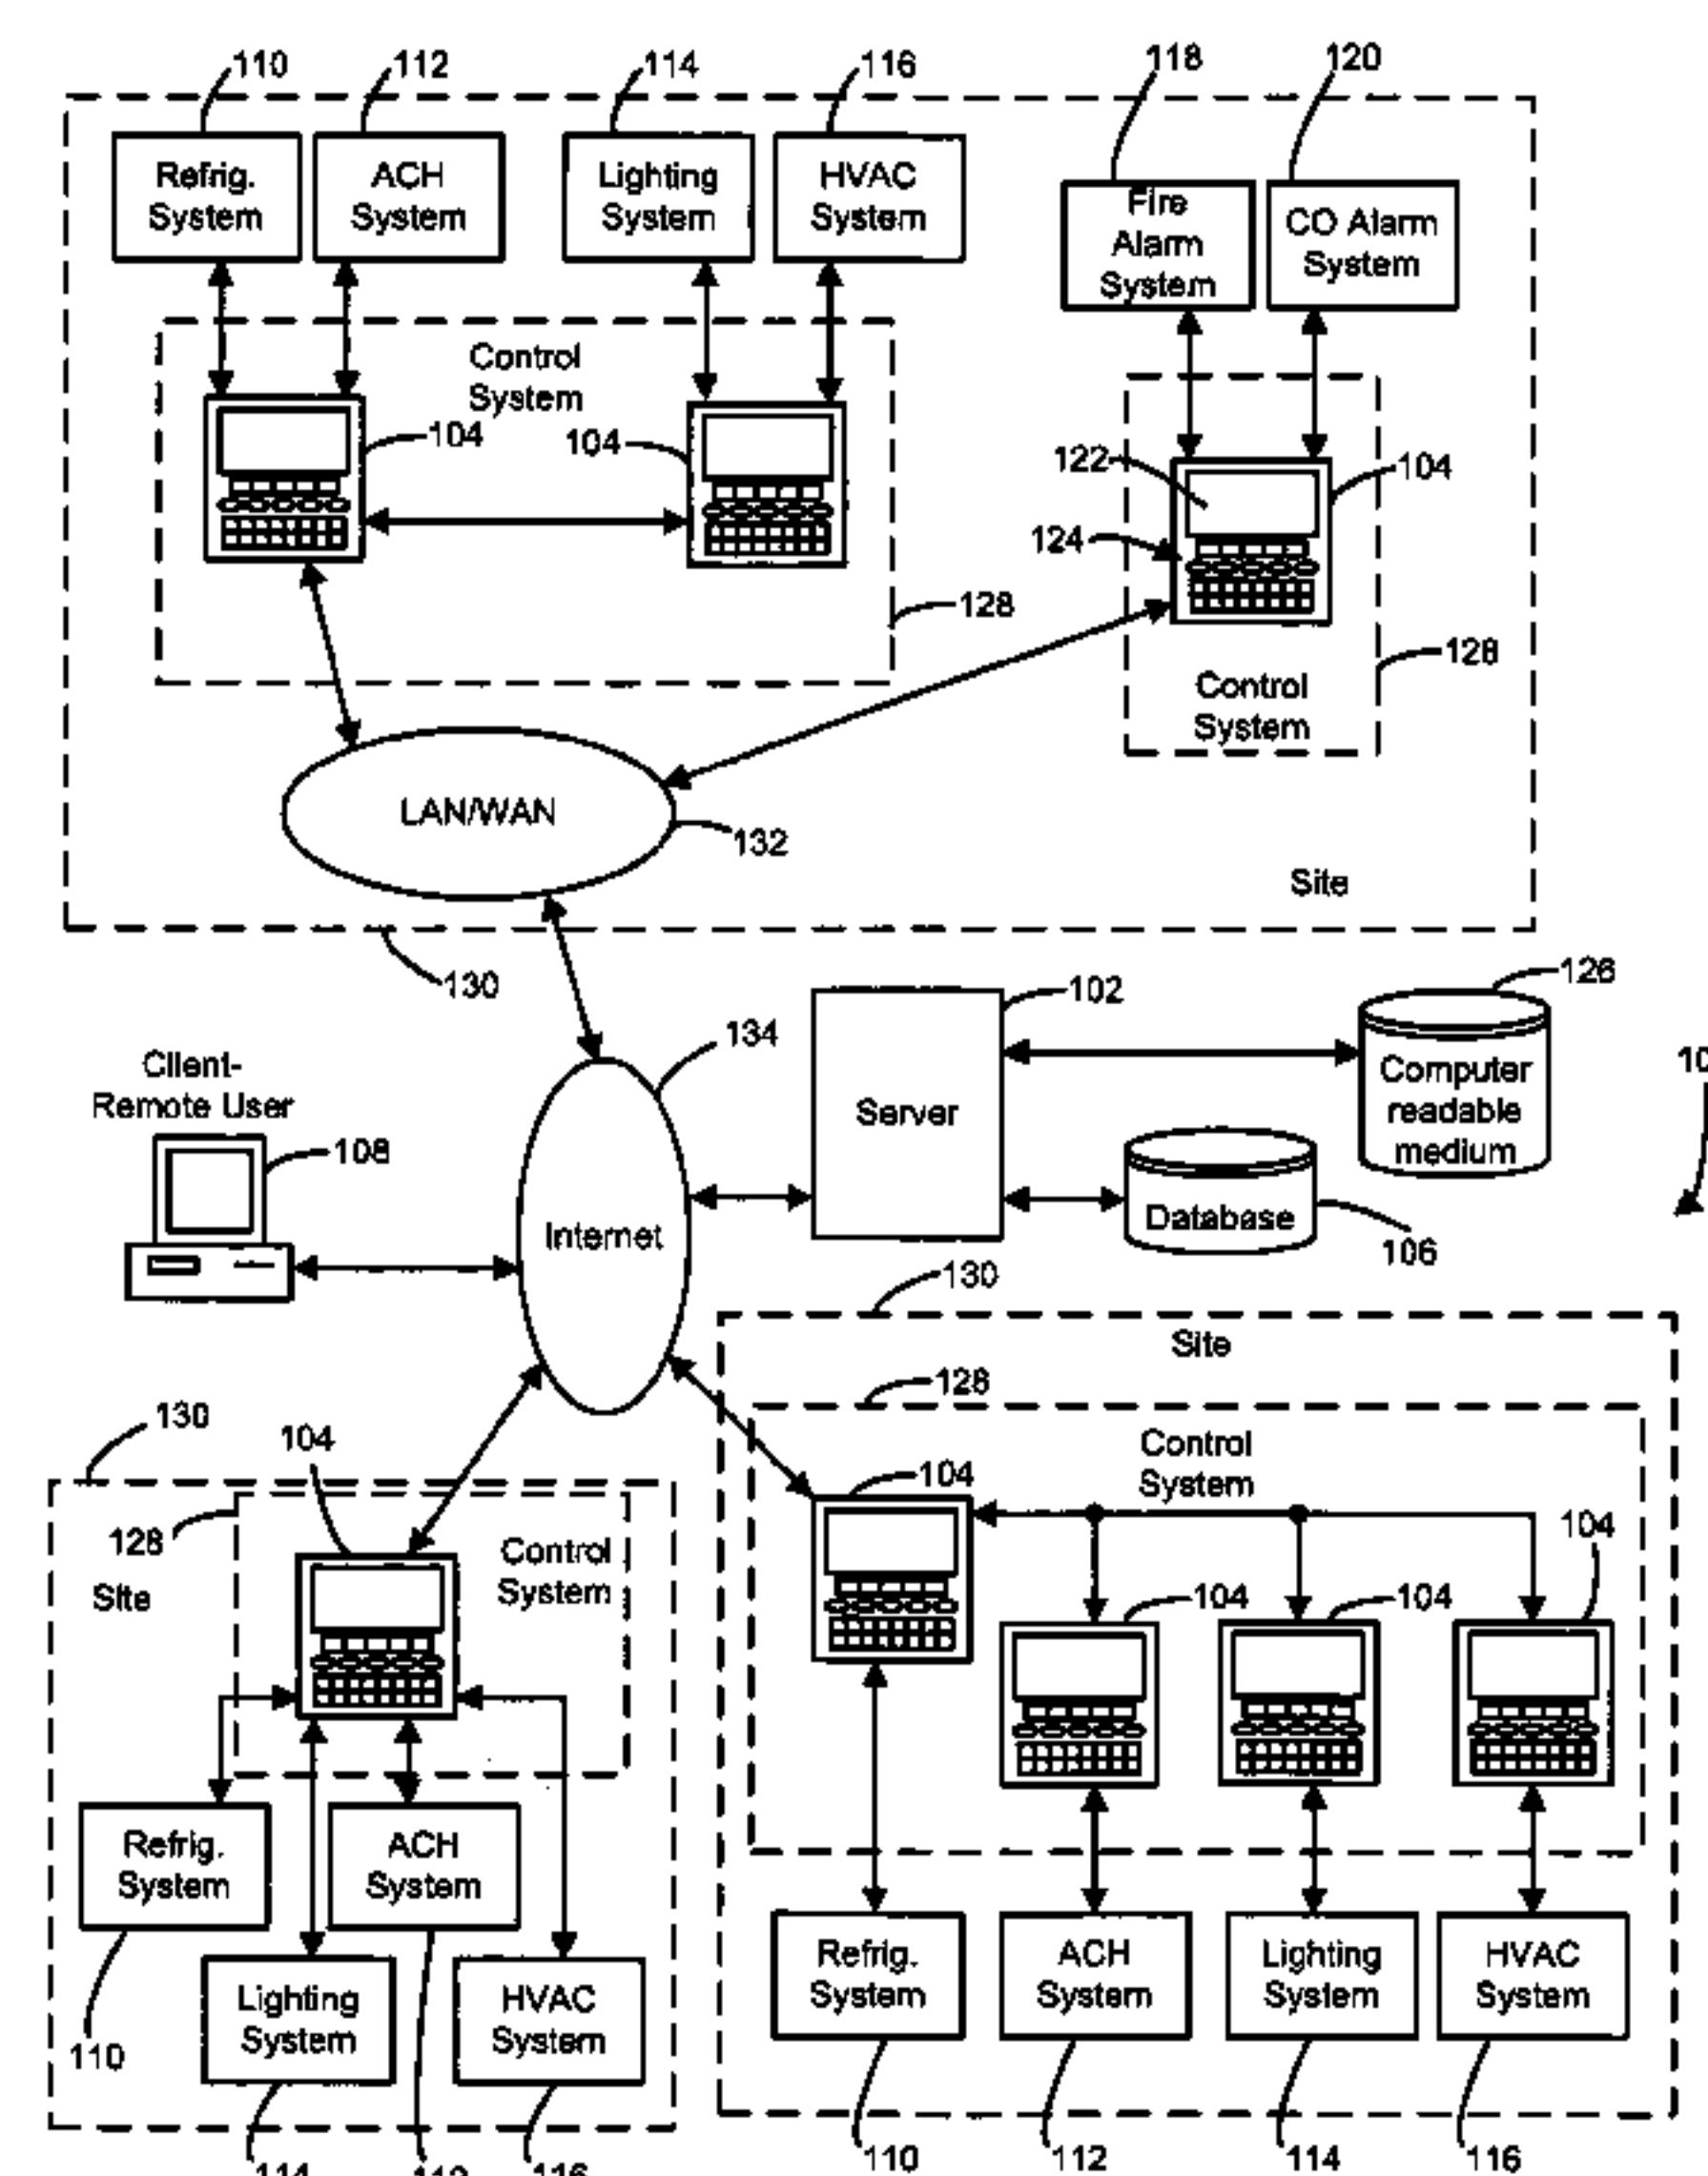 110
112
114
116
118
120
Refrig.
System
ACH
System
Lighting
System
HVAC
System
Fire
Alarm
System
CO Alarm
System
Control
System
104
104
122
104
124
128
128
Control
System
LAN/WAN
132
Site
130
102
126
134
Client-
Remote User
Computer
readable
medium
Server
108
Database
Internet
106
130
Site
128
130
104
Control
System
104
128
Control
System
Site
104
104
104
Refrig.
System
ACH
System
Refrig.
System
ACH
System
Lighting
System
HVAC
System
Lighting
System
HVAC
System
110
110
112
114
116